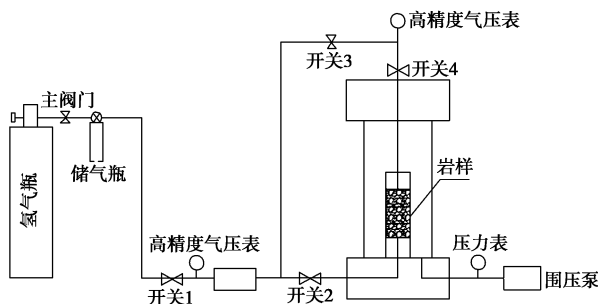 高精度气压表
开关3
开关4
主阀门
储气瓶
氢气瓶
岩样
高精度气压表
压力表
开关1
开关2
围压泵